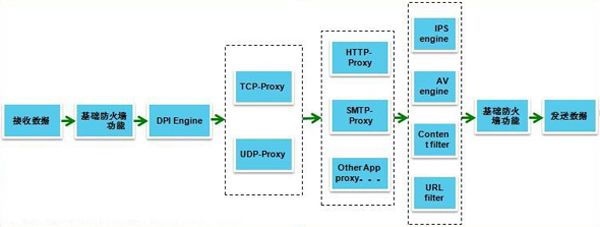 接收数据
基础防火墙
功能
DPI Engine
TCP-Proxy
UDP-Proxy
HTTP-
Proxy
SMTP-
Proxy
Other App
proxy。。。
IPS
engine
AV
engine
Conten
t filter
URL
filter
基础防火
墙功能
发送数据